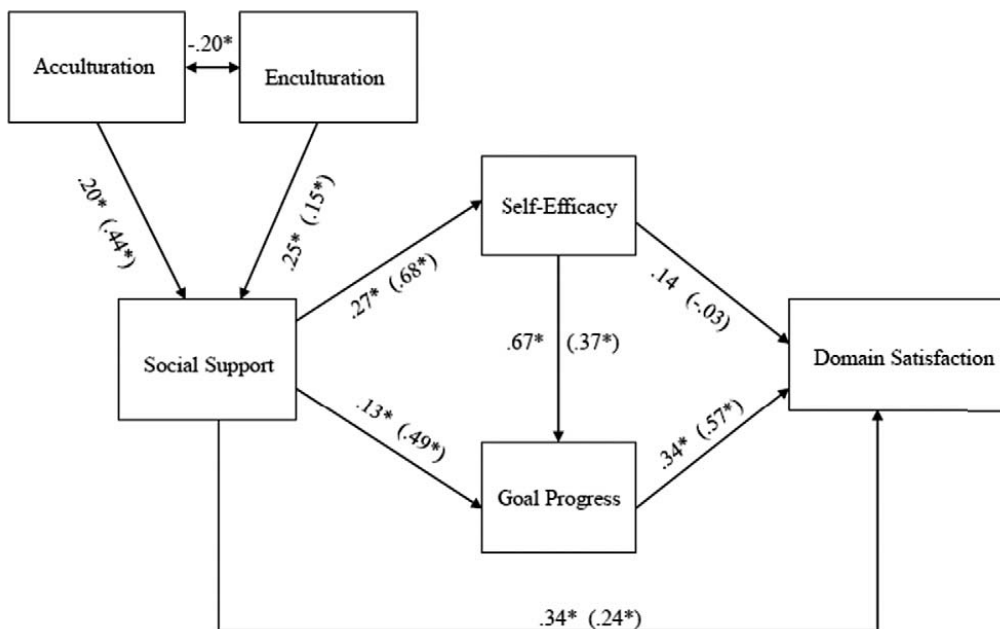 -.20*
Acculturation
Enculturation
.20* (.44*)
.25* (.15*)
Self-Efficacy
.27* (.68*)
.14 (-.03)
.67* (.37*)
Social Support
Domain Satisfaction
.13* (.49*)
.34* (.57*)
Goal Progress
.34* (.24*)